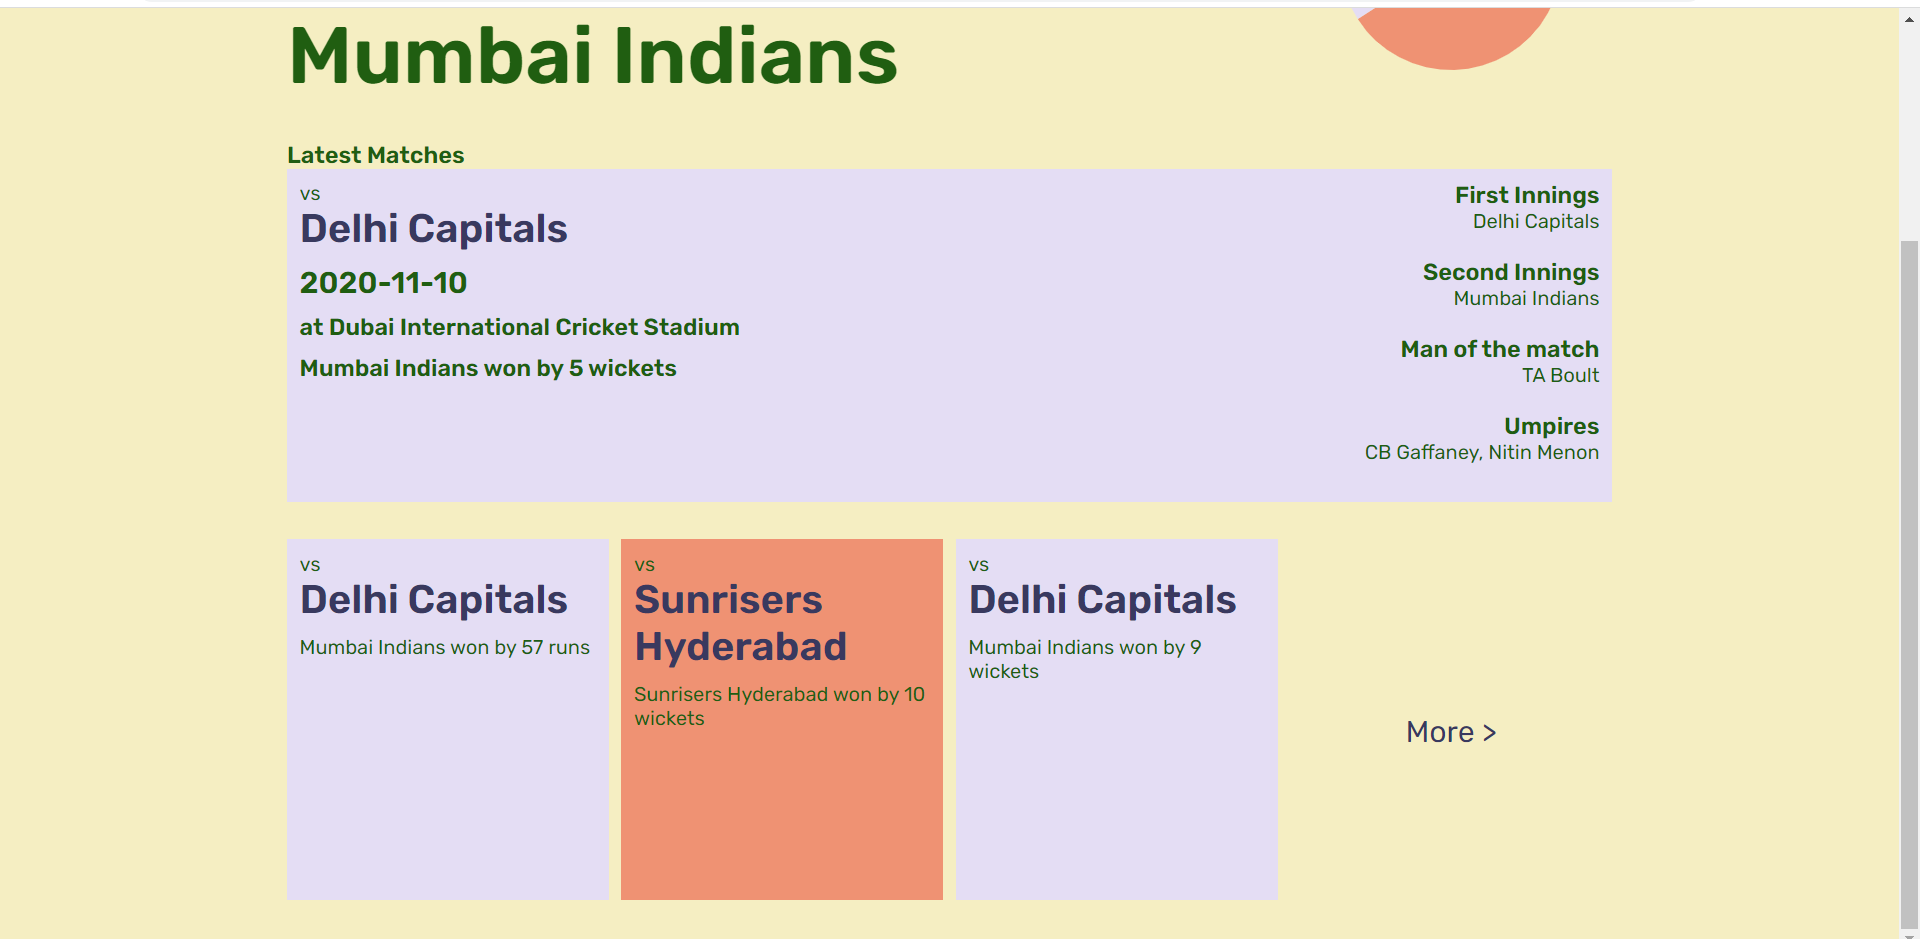 Mumbai Indians
Latest Matches
vs
Delhi Capitals
2020-11-10
at Dubai International Cricket Stadium
Mumbai Indians won by 5 wickets
First Innings
Delhi Capitals
Second Innings
Mumbai Indians
Man of the match
TA Boult
Umpires
CB Gaffaney, Nitin Menon
vs
Delhi Capitals
Mumbai Indians won by 57 runs
vs
Sunrisers
Hyderabad
Sunrisers Hyderabad won by 10
wickets
vs
Delhi Capitals
Mumbai Indians won by 9
wickets
More >